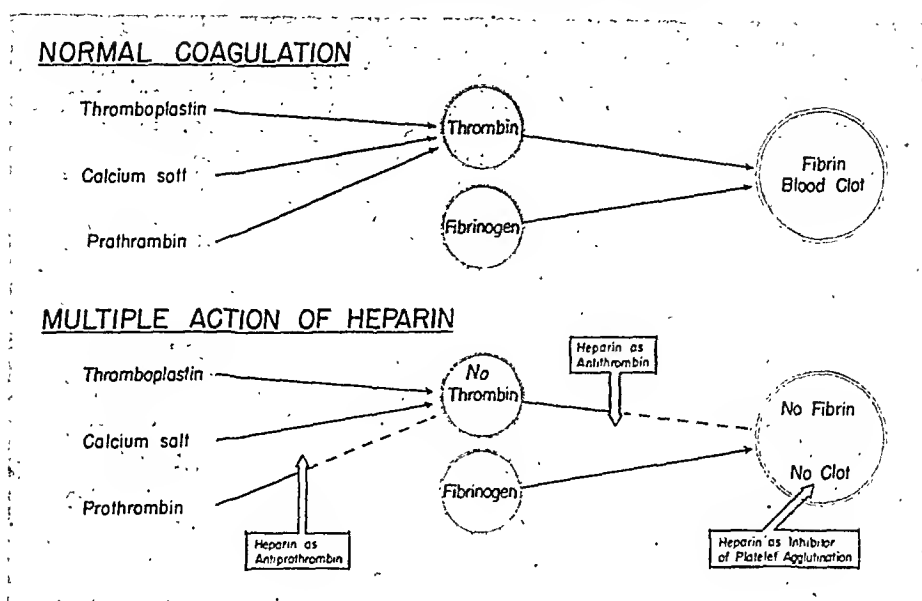 NORMAL COAGULATION
Thromboplastin
Calcium salt
Prothrombin
Thrombin
Fibrinogen
Fibrin
Blood Clot
MULTIPLE ACTION OF HEPARIN
Thromboplastin
Calcium salt
Prothrombin
Heparin as
Antiprothrombin
No
Thrombin
Fibrinogen
Heparin as
Antithrombin
No Fibrin
No Clot
Heparin as Inhibitor
of Platelet Agglutination